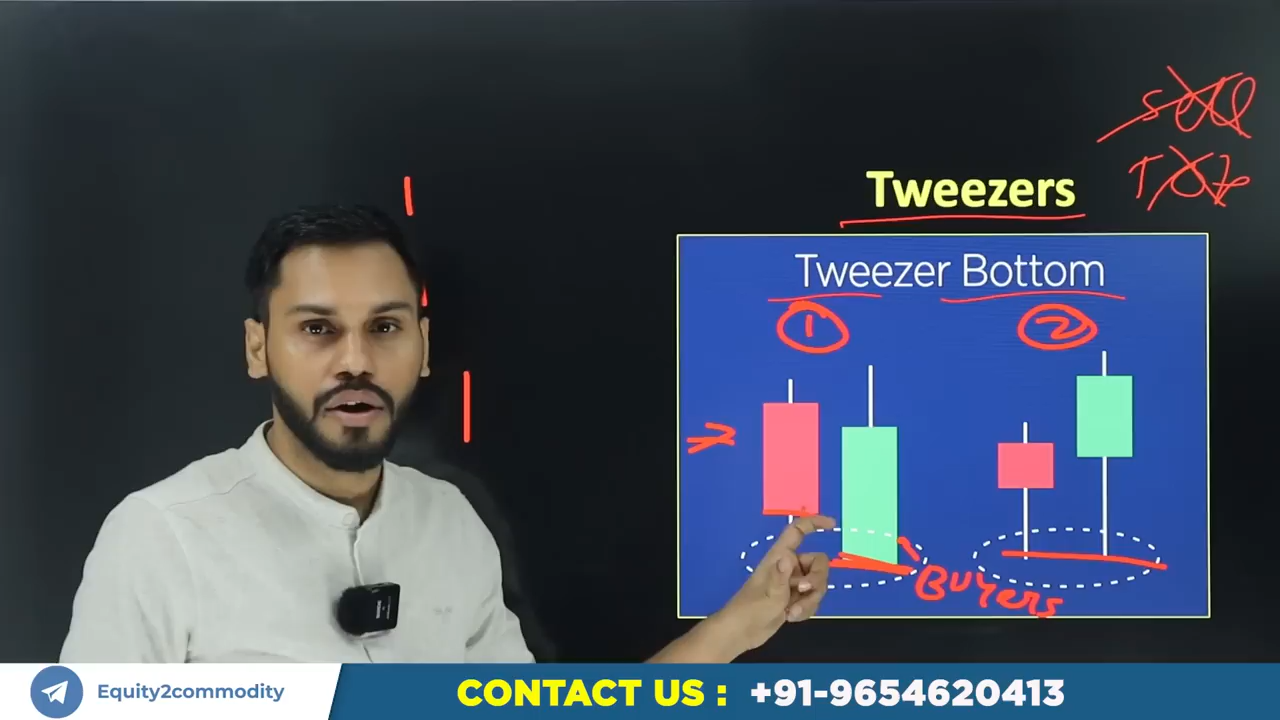 Tweezers
Tweezer Bottom
1
2
Buyers
Equity2commodity
CONTACT US : +91-9654620413